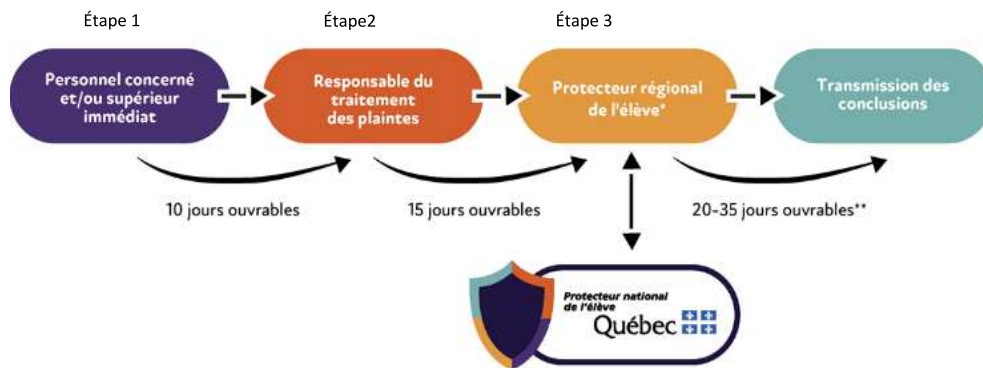 Étape 1
Étape2
Étape 3
Personnel concerné
et/ou supérieur
immédiat
Responsable du
traitement
des plaintes
Protecteur régional
de l'élève*
Transmission des
conclusions
10 jours ouvrables
15 jours ouvrables
20-35 jours ouvrables**
Protecteur national
de l'élève
Québec